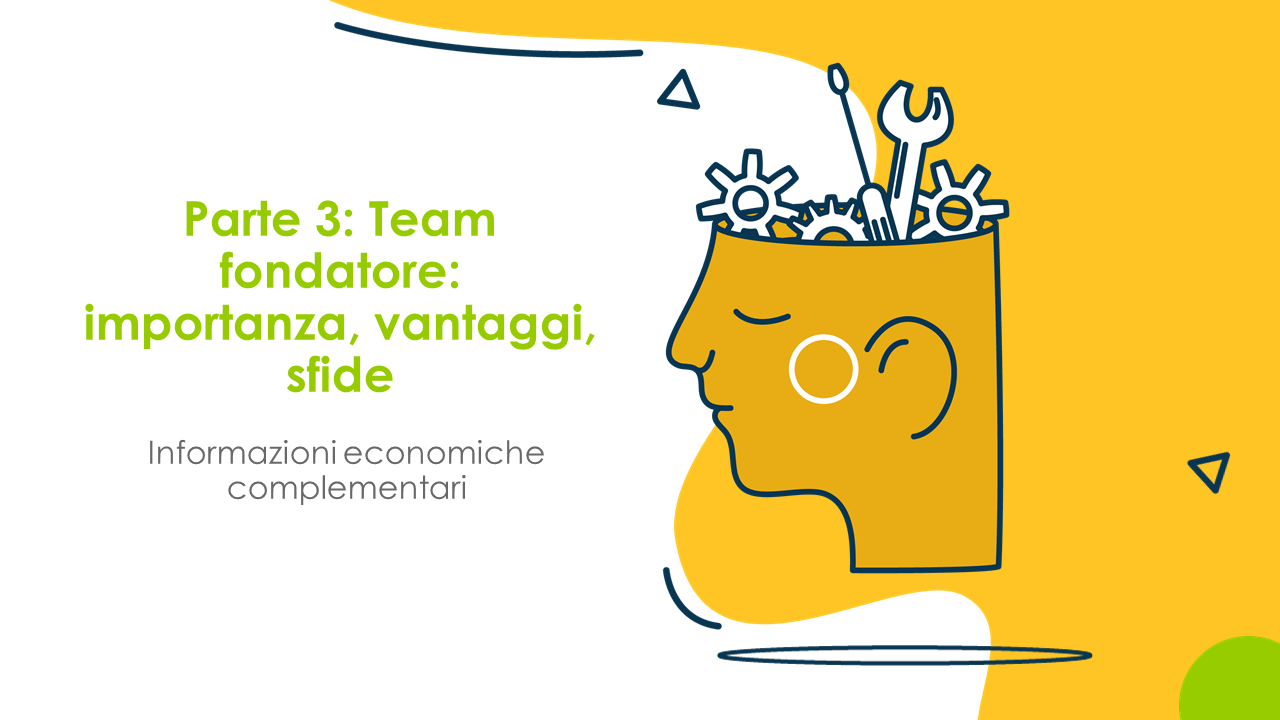 Parte 3: Team
fondatore:
importanza, vantaggi,
sfide
Informazioni economiche
complementari